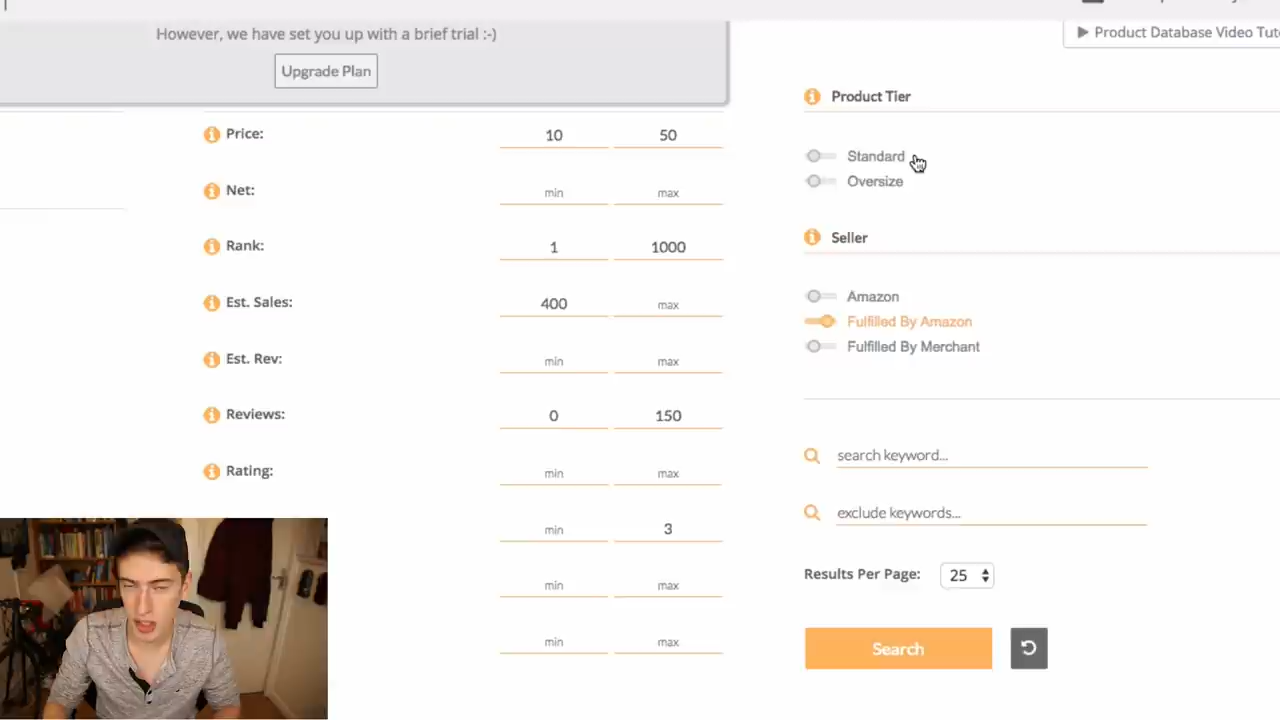 However, we have set you up with a brief trial :-)
Upgrade Plan
Product Database Video Tut
Product Tier
Price: 10 50
Standard
Oversize
Net: min max
Seller
Rank: 1 1000
Amazon
Est. Sales: 400 max
Fulfilled By Amazon
Fulfilled By Merchant
Est. Rev: min max
Reviews: 0 150
search keyword...
Rating: min max
exclude keywords...
min 3
Results Per Page: 25
min max
min max
Search